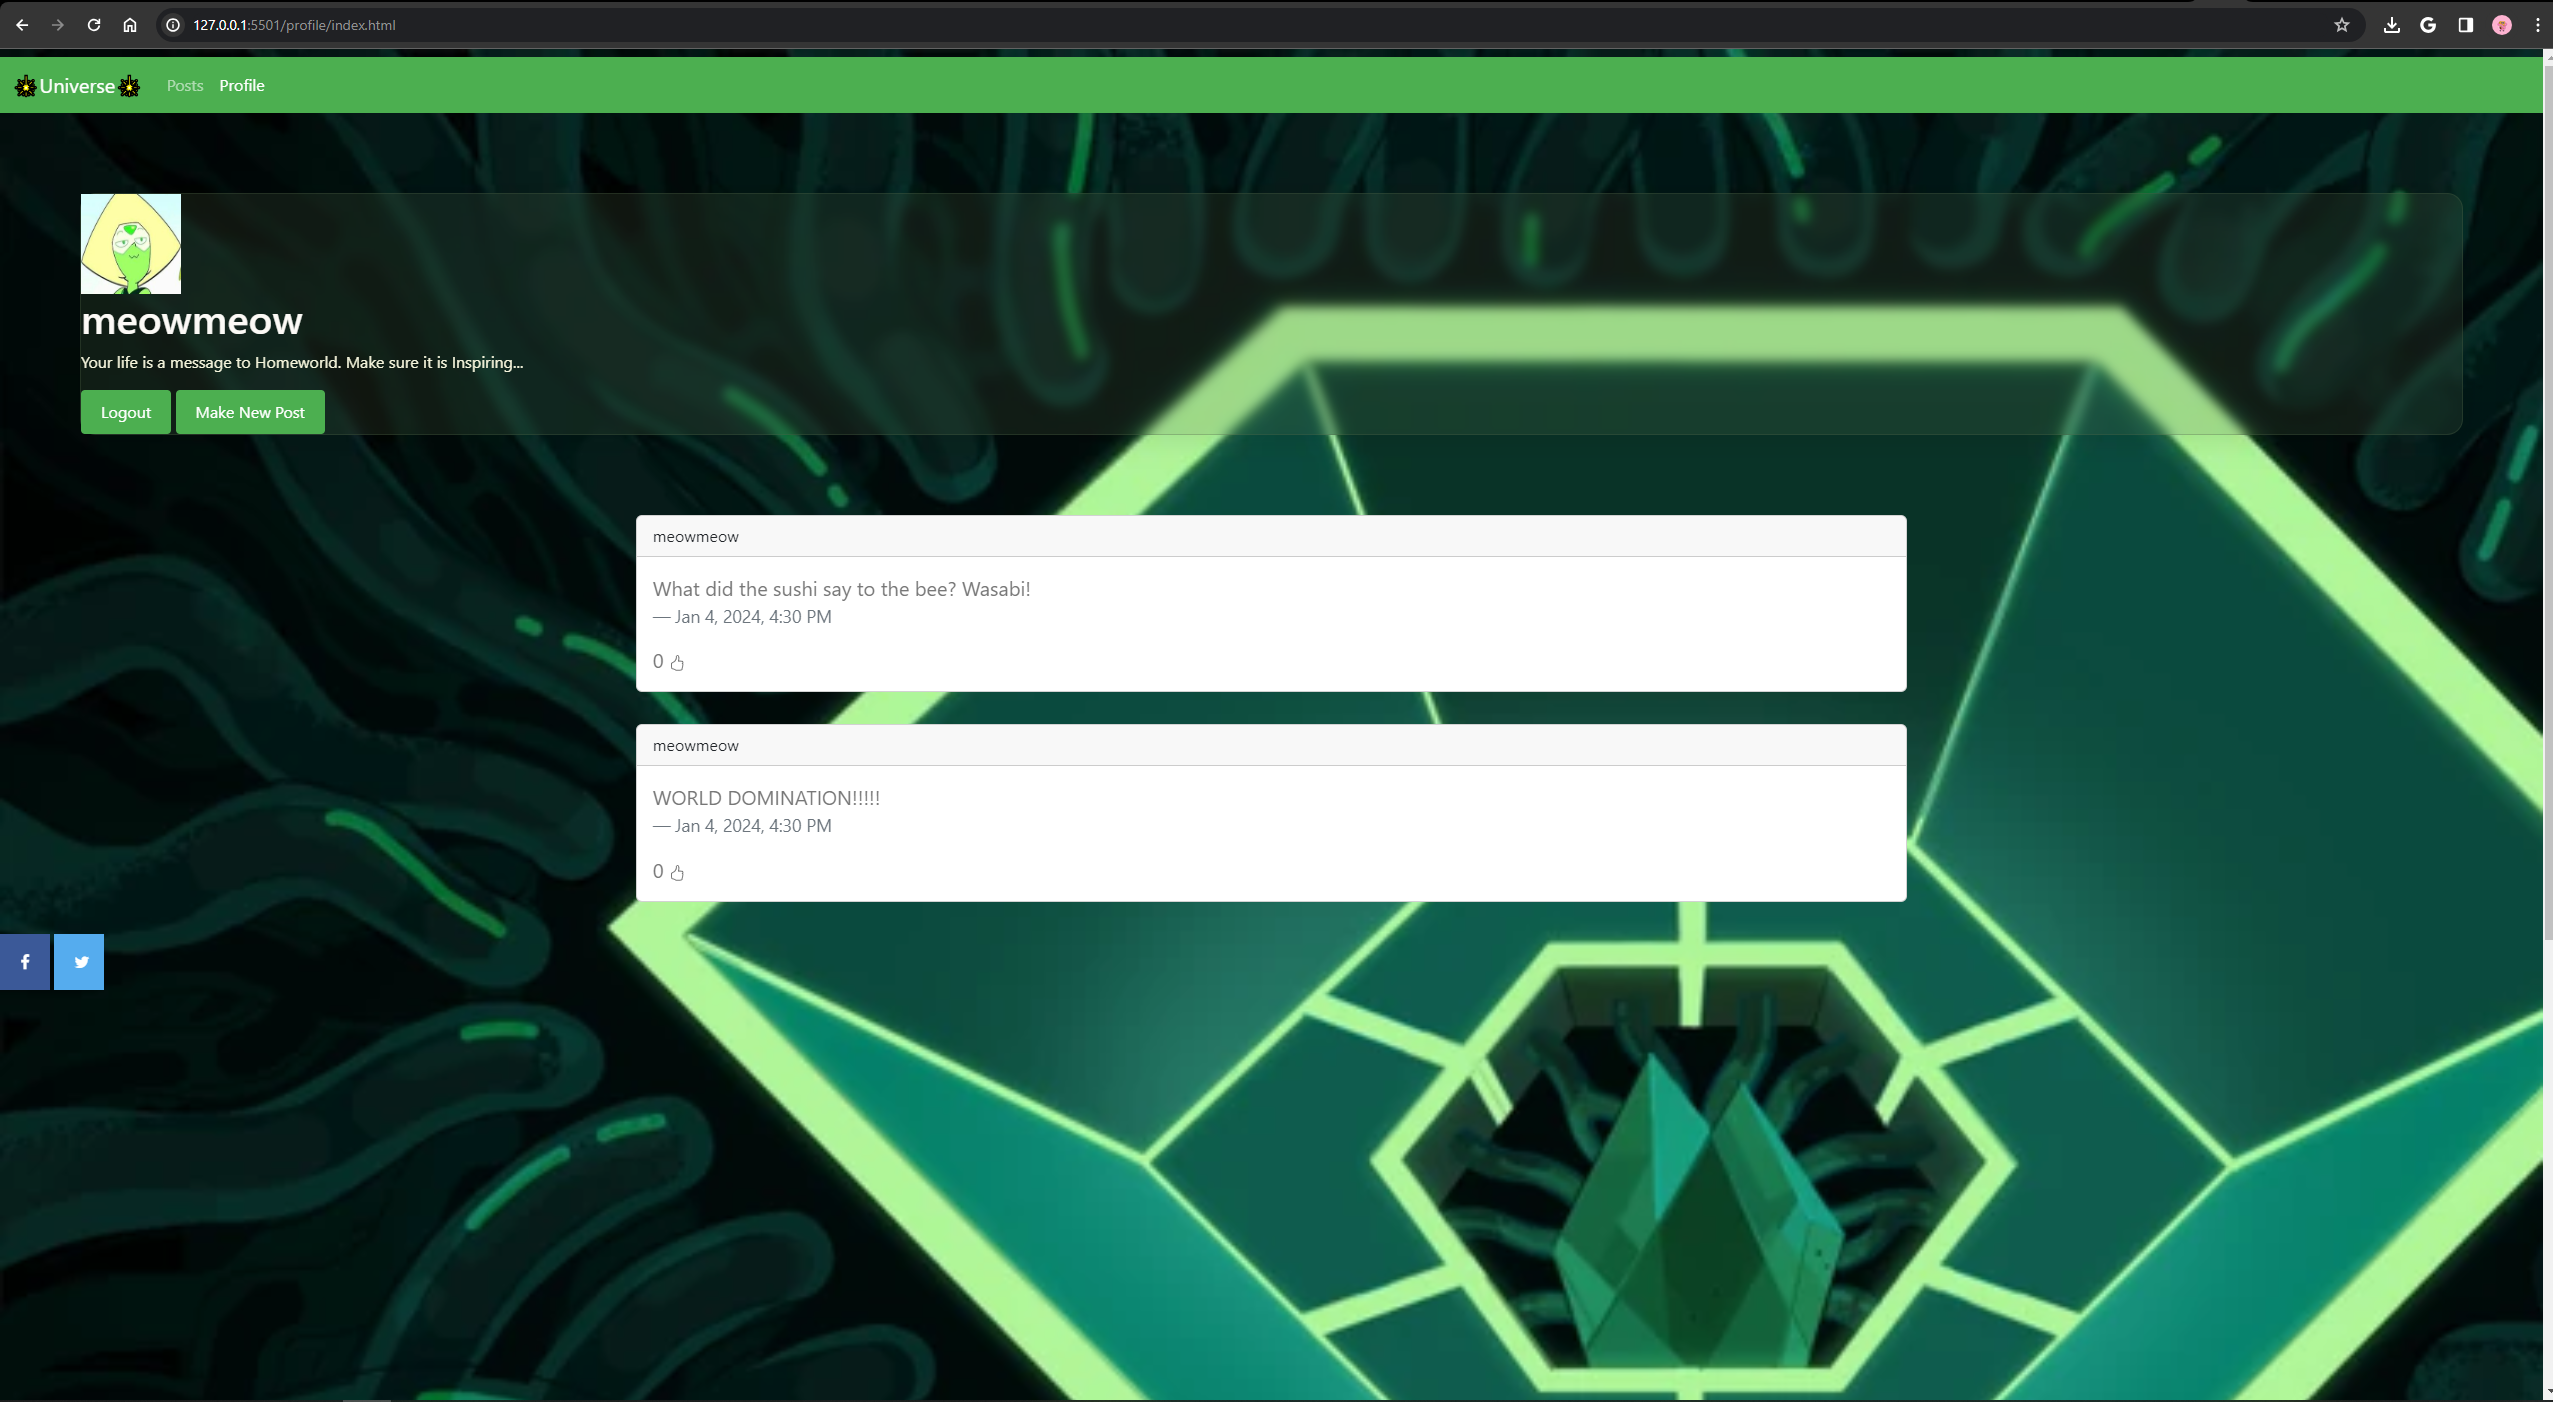 127.0.0.1:5501/profile/index.html
Universe Posts Profile
meowmeow
Your life is a message to Homeworld. Make sure it is Inspiring...
Logout Make New Post
meowmeow
What did the sushi say to the bee? Wasabi!
— Jan 4, 2024, 4:30 PM
0
meowmeow
WORLD DOMINATION!!!!!
— Jan 4, 2024, 4:30 PM
0